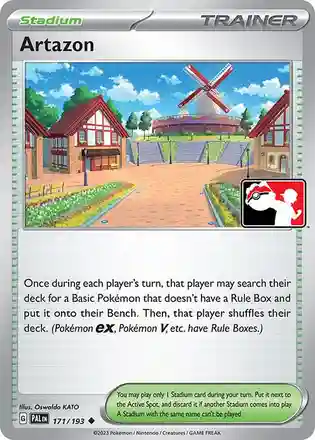 Stadium TRAINER
Artazon
Once during each player's turn, that player may search
their deck for a Basic Pokémon that doesn't have a Rule Box and
put it onto their Bench. Then, that player shuffles their
deck. (Pokémon ex, Pokémon V, etc. have Rule Boxes.)
Illus. Oswaldo KATO
G PAL EN 171/193
You may play only 1 Stadium card during your turn. Put it next to
the Active Spot, and discard it if another Stadium comes into play.
A Stadium with the same name can't be played.
©2023 Pokémon / Nintendo / Creatures / GAME FREAK